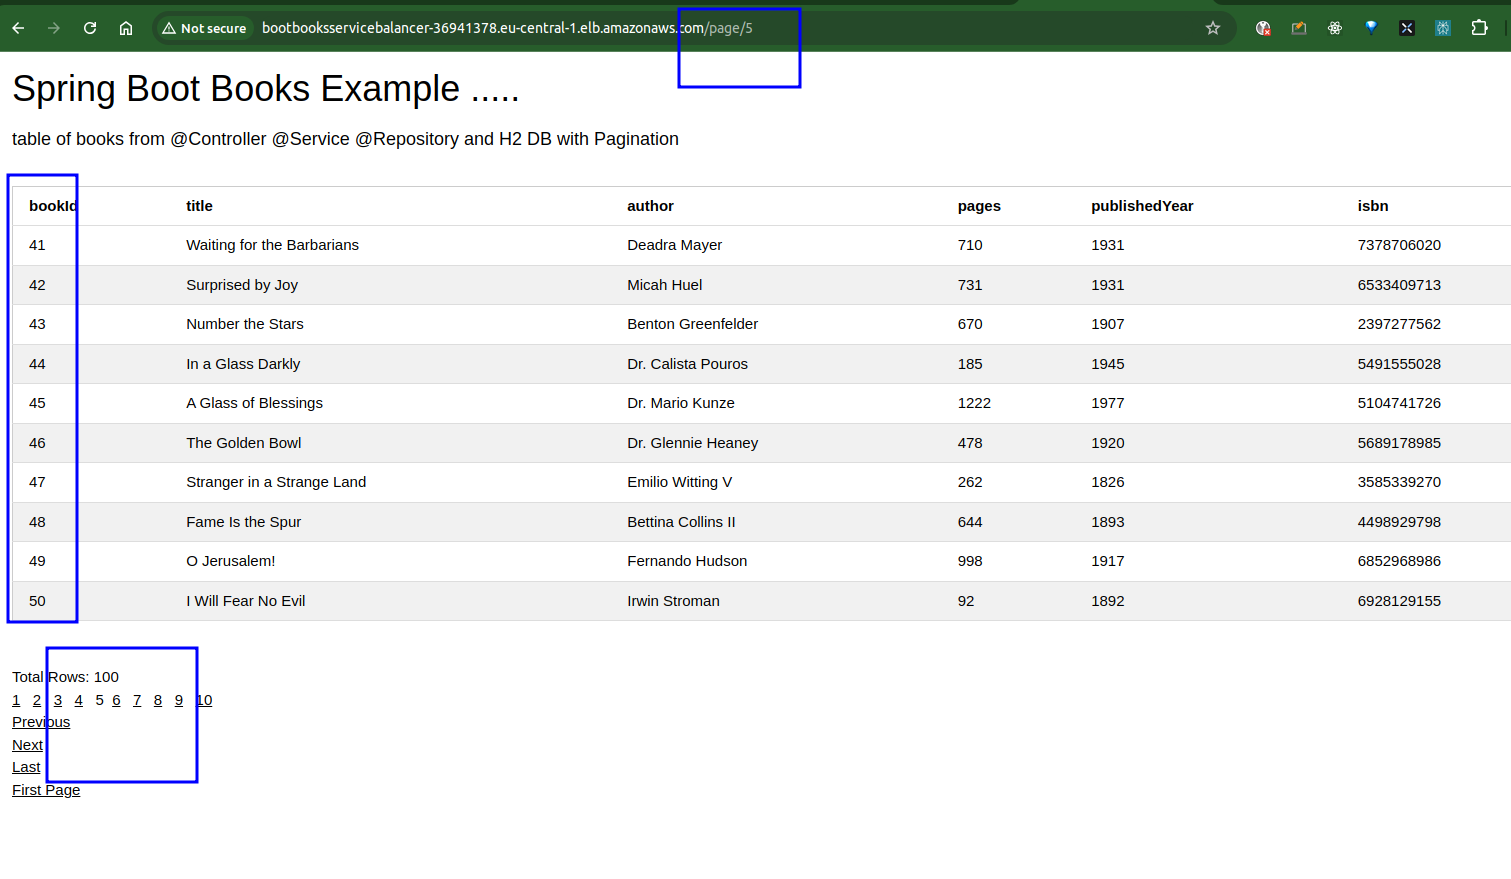 Not secure bootbooksservicebalancer-36941378.eu-central-1.elb.amazonaws.com/page/5
Spring Boot Books Example .....
table of books from @Controller @Service @Repository and H2 DB with Pagination
bookId title author pages publishedYear isbn
41 Waiting for the Barbarians Deadra Mayer 710 1931 7378706020
42 Surprised by Joy Micah Huel 731 1931 6533409713
43 Number the Stars Benton Greenfelder 670 1907 2397277562
44 In a Glass Darkly Dr. Calista Pouros 185 1945 5491555028
45 A Glass of Blessings Dr. Mario Kunze 1222 1977 5104741726
46 The Golden Bowl Dr. Glennie Heaney 478 1920 5689178985
47 Stranger in a Strange Land Emilio Witting V 262 1826 3585339270
48 Fame Is the Spur Bettina Collins II 644 1893 4498929798
49 O Jerusalem! Fernando Hudson 998 1917 6852968986
50 I Will Fear No Evil Irwin Stroman 92 1892 6928129155
Total Rows: 100
1 2 3 4 5 6 7 8 9 10
Previous
Next
Last
First Page